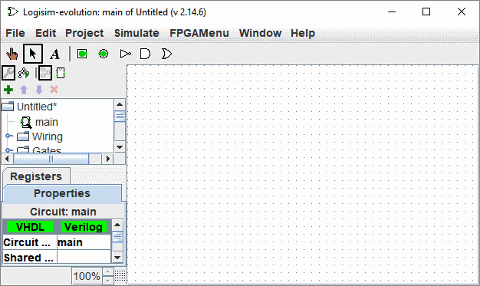 Logisim-evolution: main of Untitled (v 2.14.6)
File Edit Project Simulate FPGAMenu Window Help
A
Untitled*
main
Wiring
Gates
Registers
Properties
Circuit: main
VHDL Verilog
Circuit ... main
Shared ...
100%